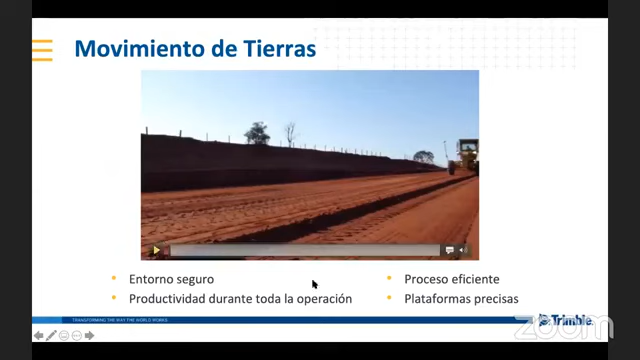 Movimiento de Tierras
Entorno seguro
Productividad durante toda la operación
Proceso eficiente
Plataformas precisas
TRANSFORMING THE WAY THE WORLD WORKS
Trimble
zoom